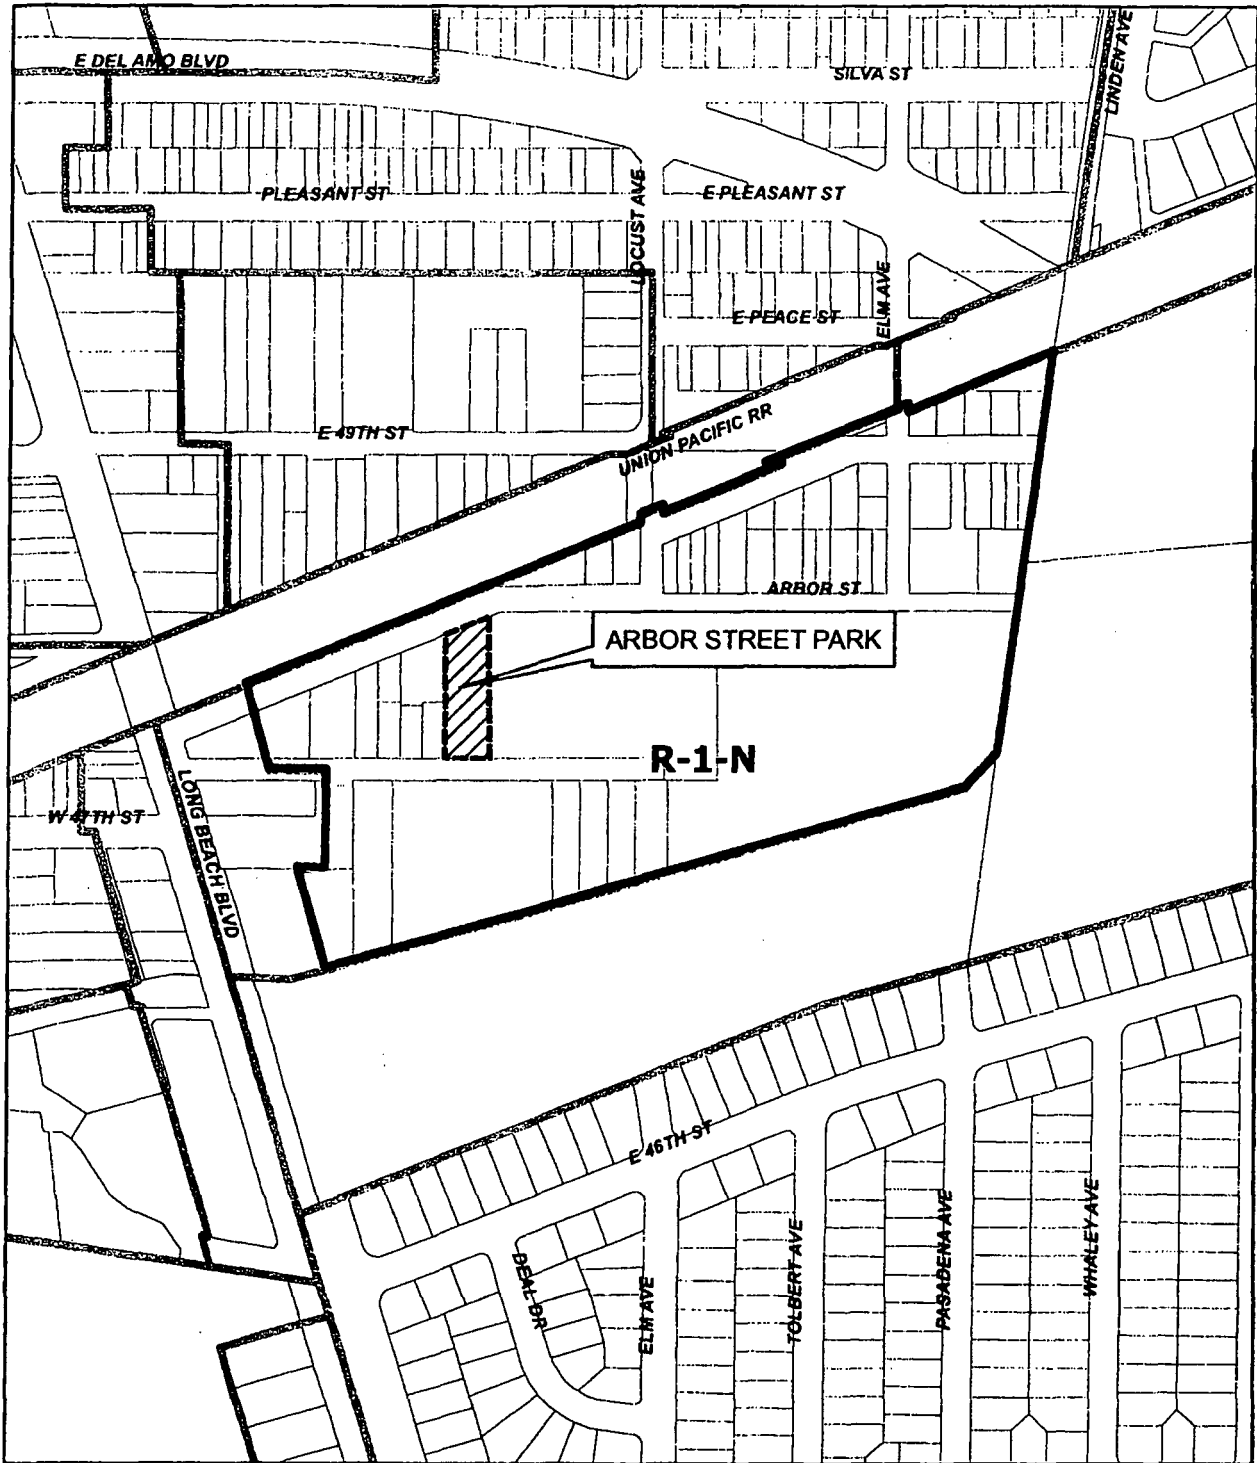 E DEL AMO BLVD
SILVA ST
LINDEN AVE
PLEASANT ST
LOCUST AVE
E PLEASANT ST
ELM AVE
E PEACE ST
E 49TH ST
UNION PACIFIC RR
ARBOR ST
ARBOR STREET PARK
R-1-N
LONG BEACH BLVD
W 47TH ST
E 46TH ST
DEAL DR
ELM AVE
TOLBERT AVE
PASADENA AVE
WHALEY AVE